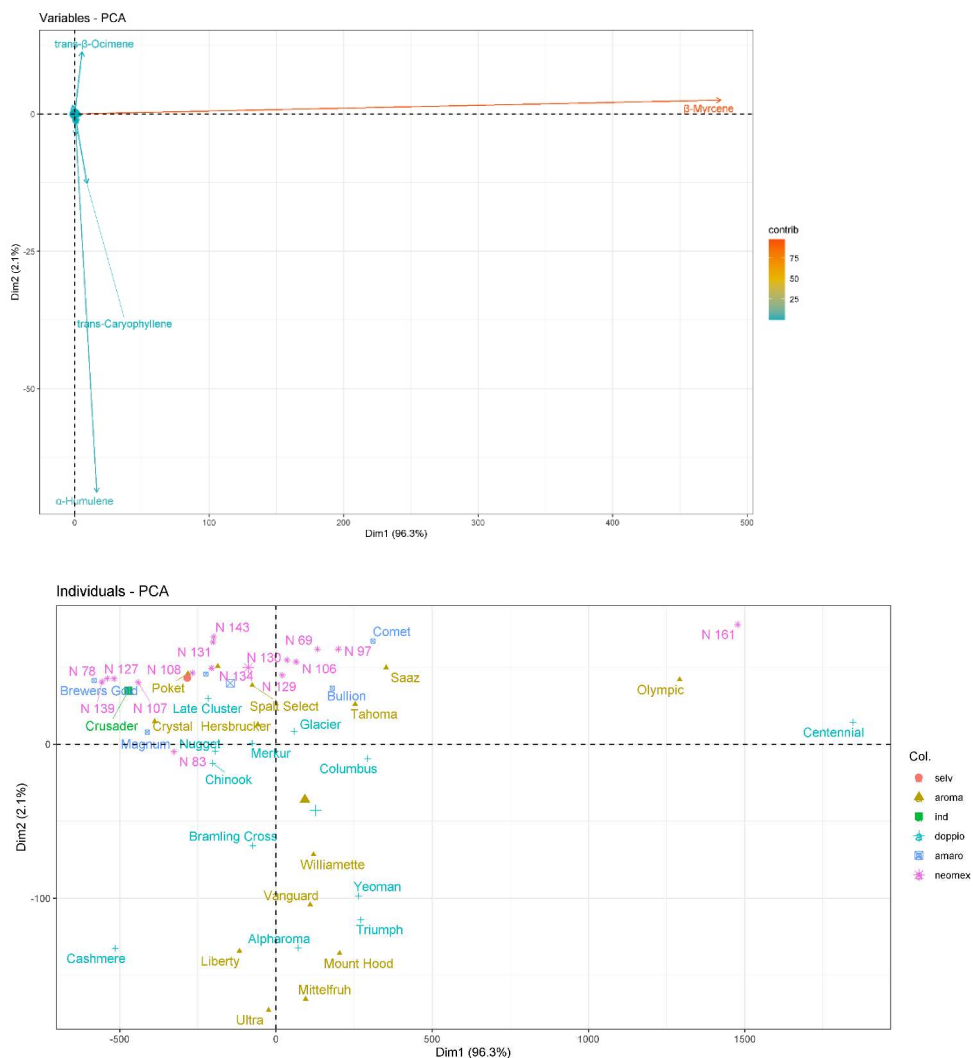 Variables - PCA
trans-β-Ocimene
β-Myrcene
trans-Caryophyllene
α-Humulene
0
-25
-50
Dim2 (2.1%)
0
100
200
300
400
500
Dim1 (96.3%)
contrib
75
50
25
Individuals - PCA
N 143
N 69
Comet
N 161
N 131
N 130
N 97
N 78
N 127
N 108
N 106
Saaz
Brewers Gold
Poket
N 134
N 129
Olympic
N 139
N 107
Late Cluster
Spalt Select
Bullion
Tahoma
Crusader
Crystal
Hersbrucker
Glacier
Centennial
Magnum
Nugget
Merkur
N 83
Chinook
Columbus
Bramling Cross
Williamette
Vanguard
Yeoman
Triumph
Alpharoma
Cashmere
Liberty
Mount Hood
Mittelfruh
Ultra
0
-100
Dim2 (2.1%)
-500
0
500
1000
1500
Dim1 (96.3%)
Col.
selv
aroma
ind
doppio
amaro
neomex